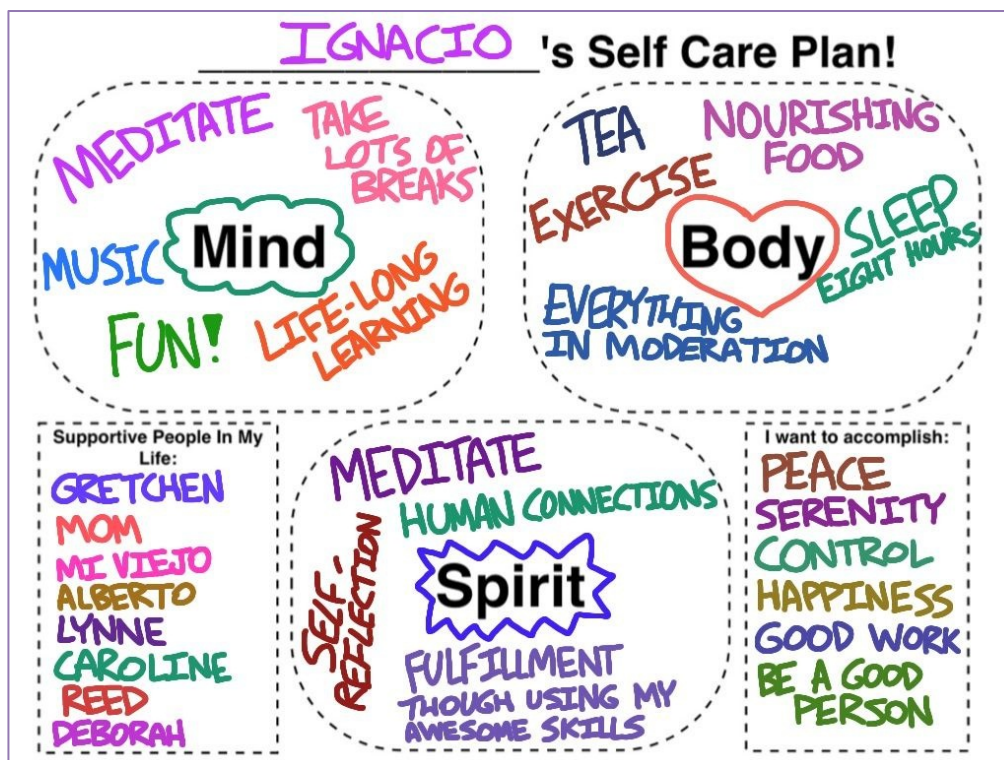 IGNACIO's Self Care Plan!
MEDITATE
TAKE
LOTS OF
BREAKS
MUSIC
Mind
FUN!
LIFE-LONG
LEARNING
TEA
NOURISHING
FOOD
EXERCISE
Body
SLEEP
EIGHT HOURS
EVERYTHING
IN MODERATION
Supportive People In My
Life:
GRETCHEN
MOM
MI VIEJO
ALBERTO
LYNNE
CAROLINE
REED
DEBORAH
MEDITATE
HUMAN CONNECTIONS
SELF-
REFLECTION
Spirit
FULFILLMENT
THOUGH USING MY
AWESOME SKILLS
I want to accomplish:
PEACE
SERENITY
CONTROL
HAPPINESS
GOOD WORK
BE A GOOD
PERSON